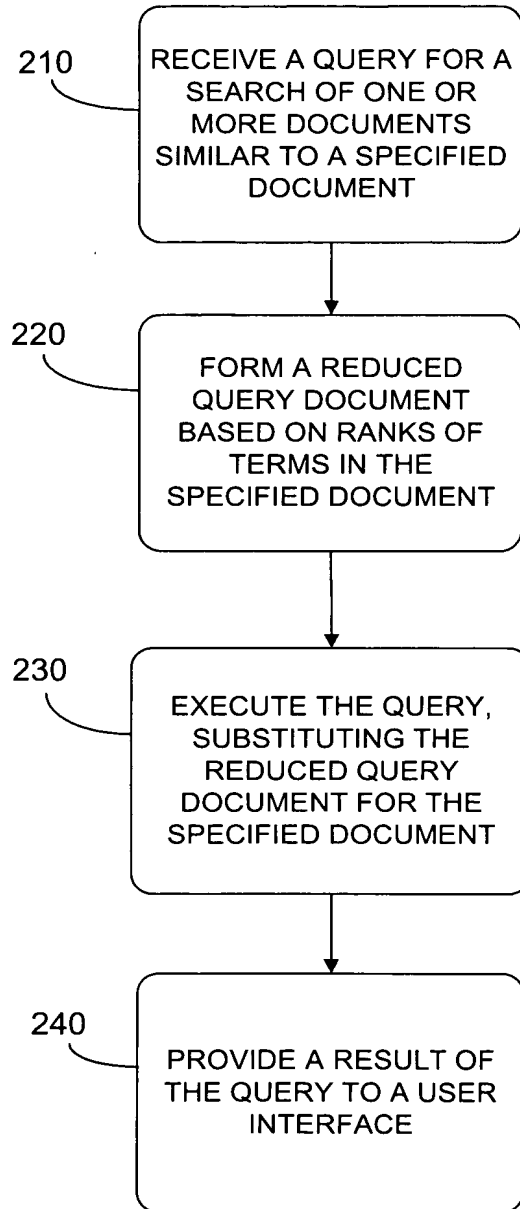 210
RECEIVE A QUERY FOR A
SEARCH OF ONE OR
MORE DOCUMENTS
SIMILAR TO A SPECIFIED
DOCUMENT
220
FORM A REDUCED
QUERY DOCUMENT
BASED ON RANKS OF
TERMS IN THE
SPECIFIED DOCUMENT
230
EXECUTE THE QUERY,
SUBSTITUTING THE
REDUCED QUERY
DOCUMENT FOR THE
SPECIFIED DOCUMENT
240
PROVIDE A RESULT OF
THE QUERY TO A USER
INTERFACE